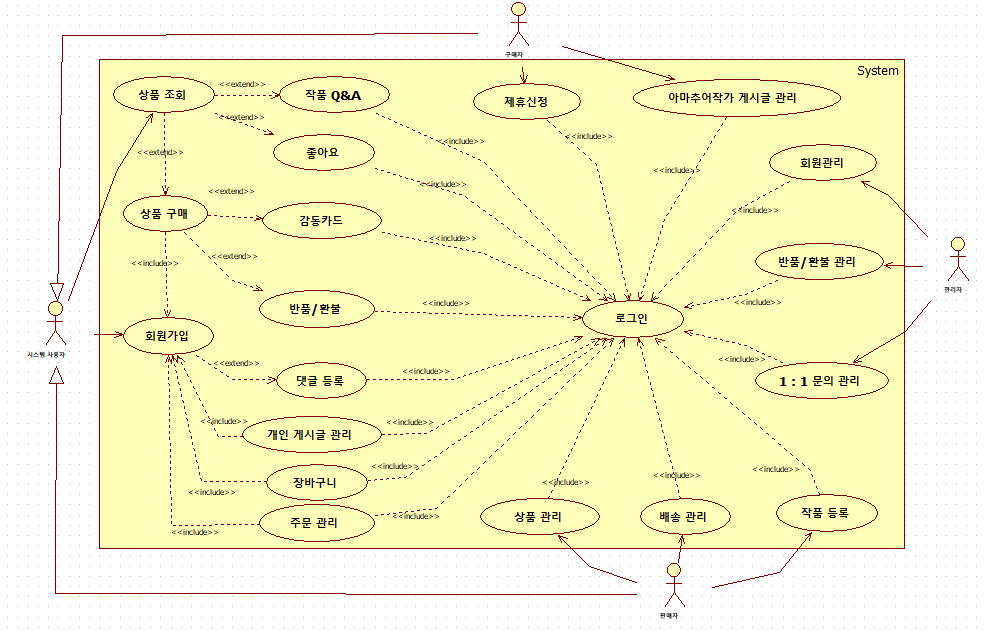 구매자
System
상품 조회
<<extend>>
작품 Q&A
제휴신정
아마추어작가 게시글 관리
<<extend>>
<<include>>
<<include>>
<<extend>>
좋아요
회원관리
<<include>>
<<include>>
<<extend>>
상품 구매
감동카드
<<include>>
<<include>>
<<extend>>
<<include>>
반품/환불 관리
관리자
반품/환불
<<include>>
<<include>>
로그인
회원가입
시스템 사용자
<<extend>>
<<include>>
<<include>>
댓글 등록
1 : 1 문의 관리
<<include>>
개인 게시글 관리
<<include>>
<<include>>
<<include>>
장바구니
<<include>>
<<include>>
<<include>>
주문 관리
상품 관리
배송 관리
작품 등록
<<include>>
판매자